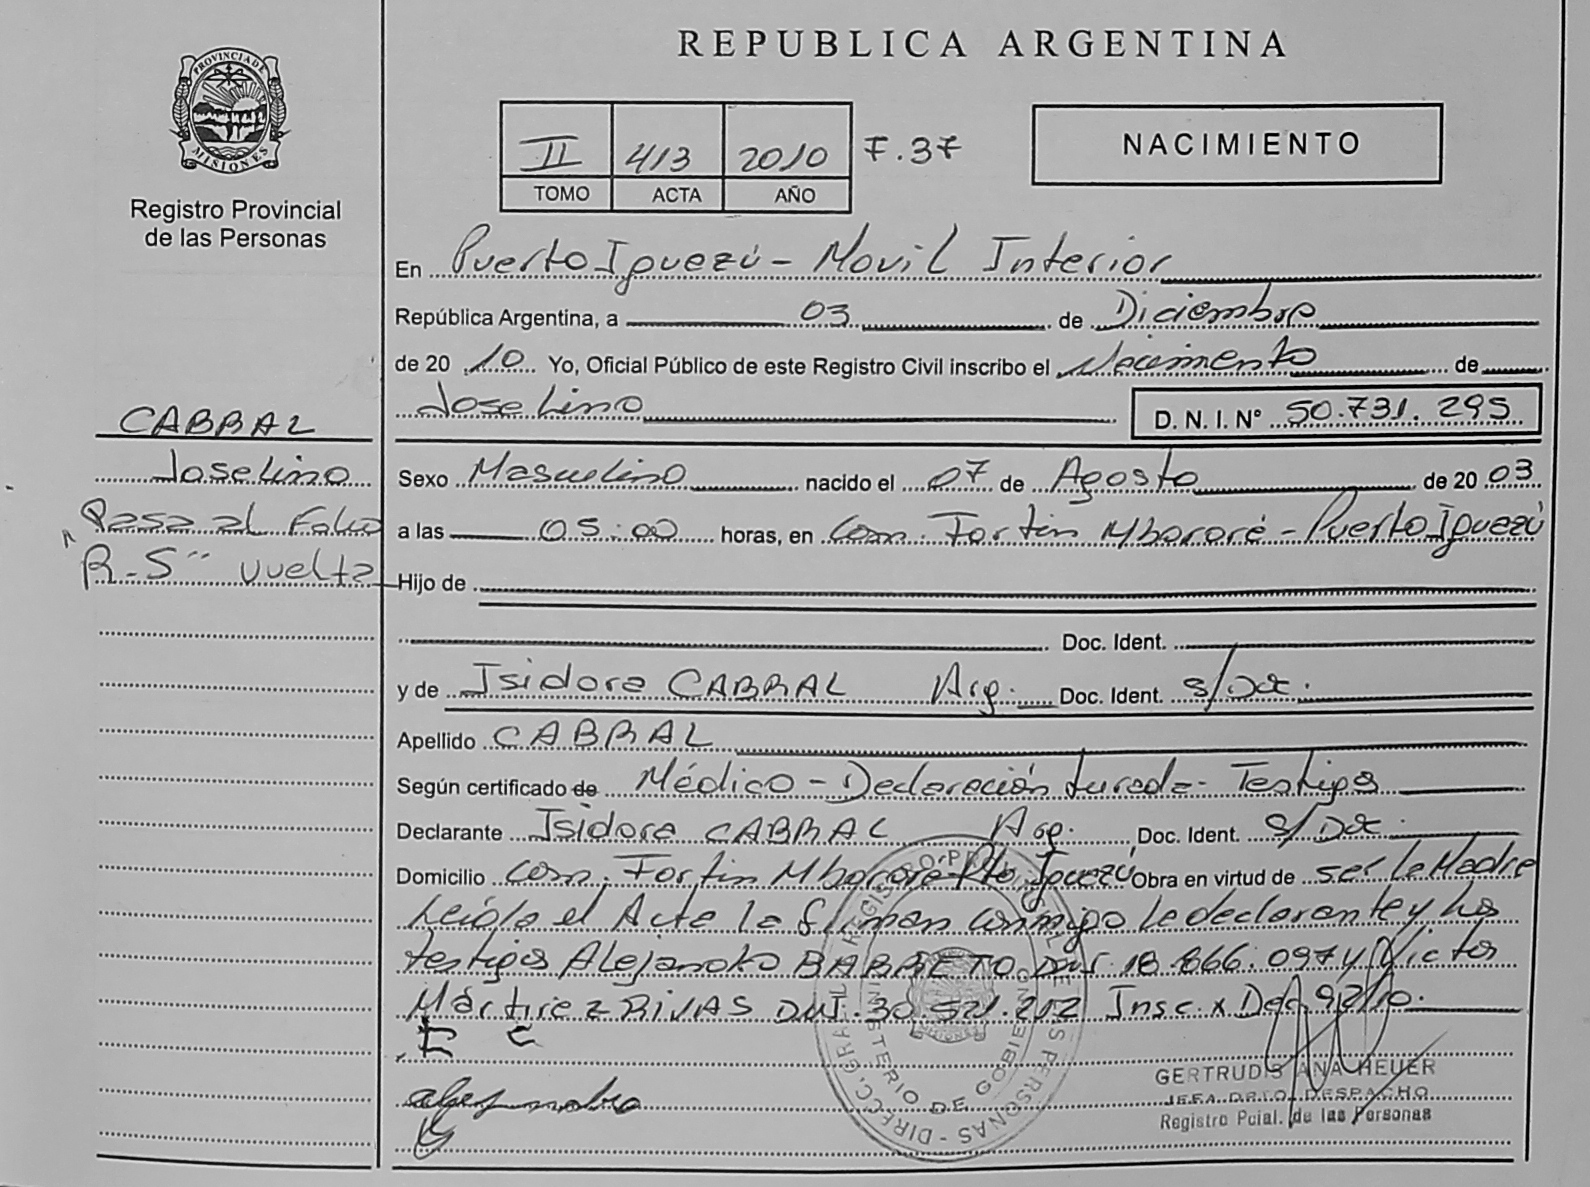 REPUBLICA ARGENTINA
PROVINCIA DE MISIONES
Registro Provincial
de las Personas
II 413 2010 F.37
TOMO ACTA AÑO
NACIMIENTO
En Puerto Iguazú - Movil Interior
República Argentina, a 03 de Diciembre
de 20 10 Yo, Oficial Público de este Registro Civil inscribo el Nacimiento de
Joselino D. N. I. N° 50.731.295
CABRAL
Joselino
Pasa al Folio
R-S" vuelta
Sexo Masculino nacido el 07 de Agosto de 20 03
a las 05:00 horas, en Com. Fortin Mbororé - Puerto Iguazú
Hijo de
Doc. Ident.
y de Isidora CABRAL Arg. Doc. Ident. s/Doc.
Apellido CABRAL
Según certificado de Médico - Declaración Jurada - Testigos
Declarante Isidora CABRAL Arg. Doc. Ident. s/Doc.
Domicilio Com. Fortin Mbororé Pto Iguazú Obra en virtud de ser la Madre
Leída el Acta la firman conmigo la declarante y los
testigos Alejandro BARRETO DNI 18.866.097 y Victor
Mártirez RIVAS DNI. 30.521.212 Insc. x Dec 92/10.
GERTRUDIS ANA HEUER
JEFA DPTO. DESPACHO
Registro Pcial. de las Personas